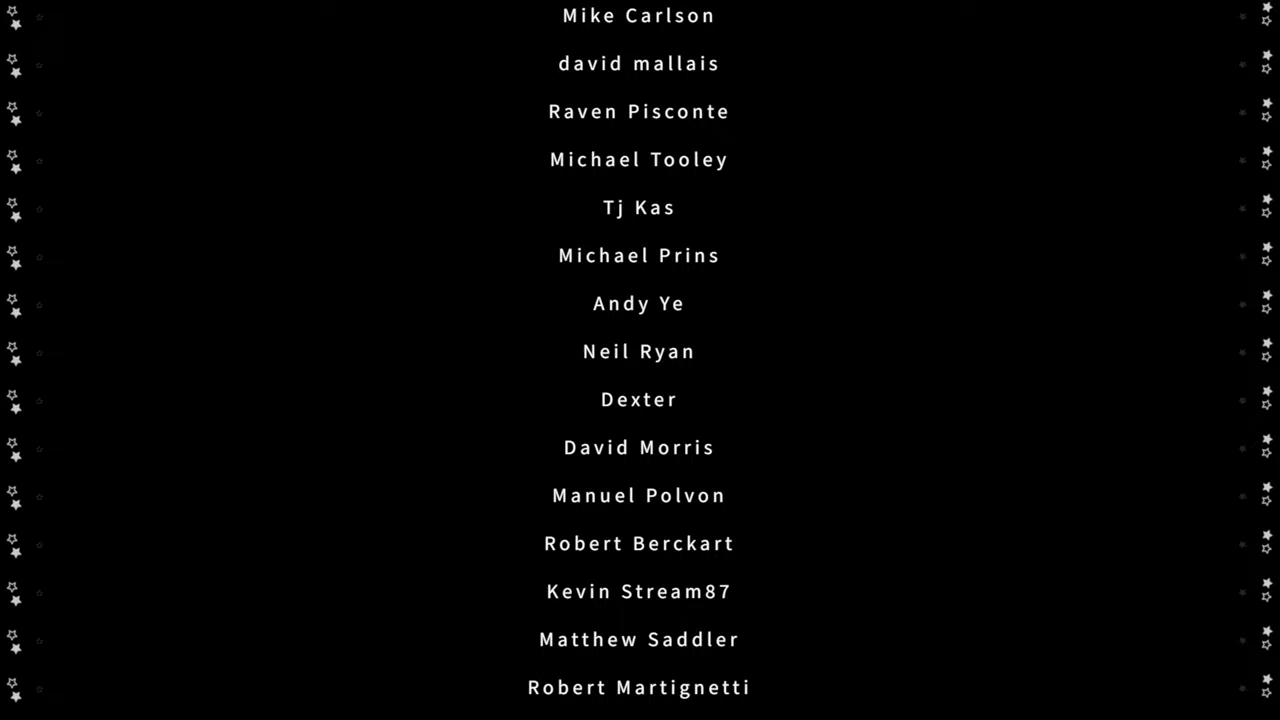 Mike Carlson
david mallais
Raven Pisconte
Michael Tooley
Tj Kas
Michael Prins
Andy Ye
Neil Ryan
Dexter
David Morris
Manuel Polvon
Robert Berckart
Kevin Stream87
Matthew Saddler
Robert Martignetti